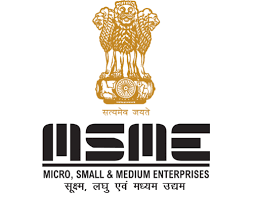 सत्यमेव जयते
MSME
MICRO, SMALL & MEDIUM ENTERPRISES
सूक्ष्म, लघु एवं मध्यम उद्यम